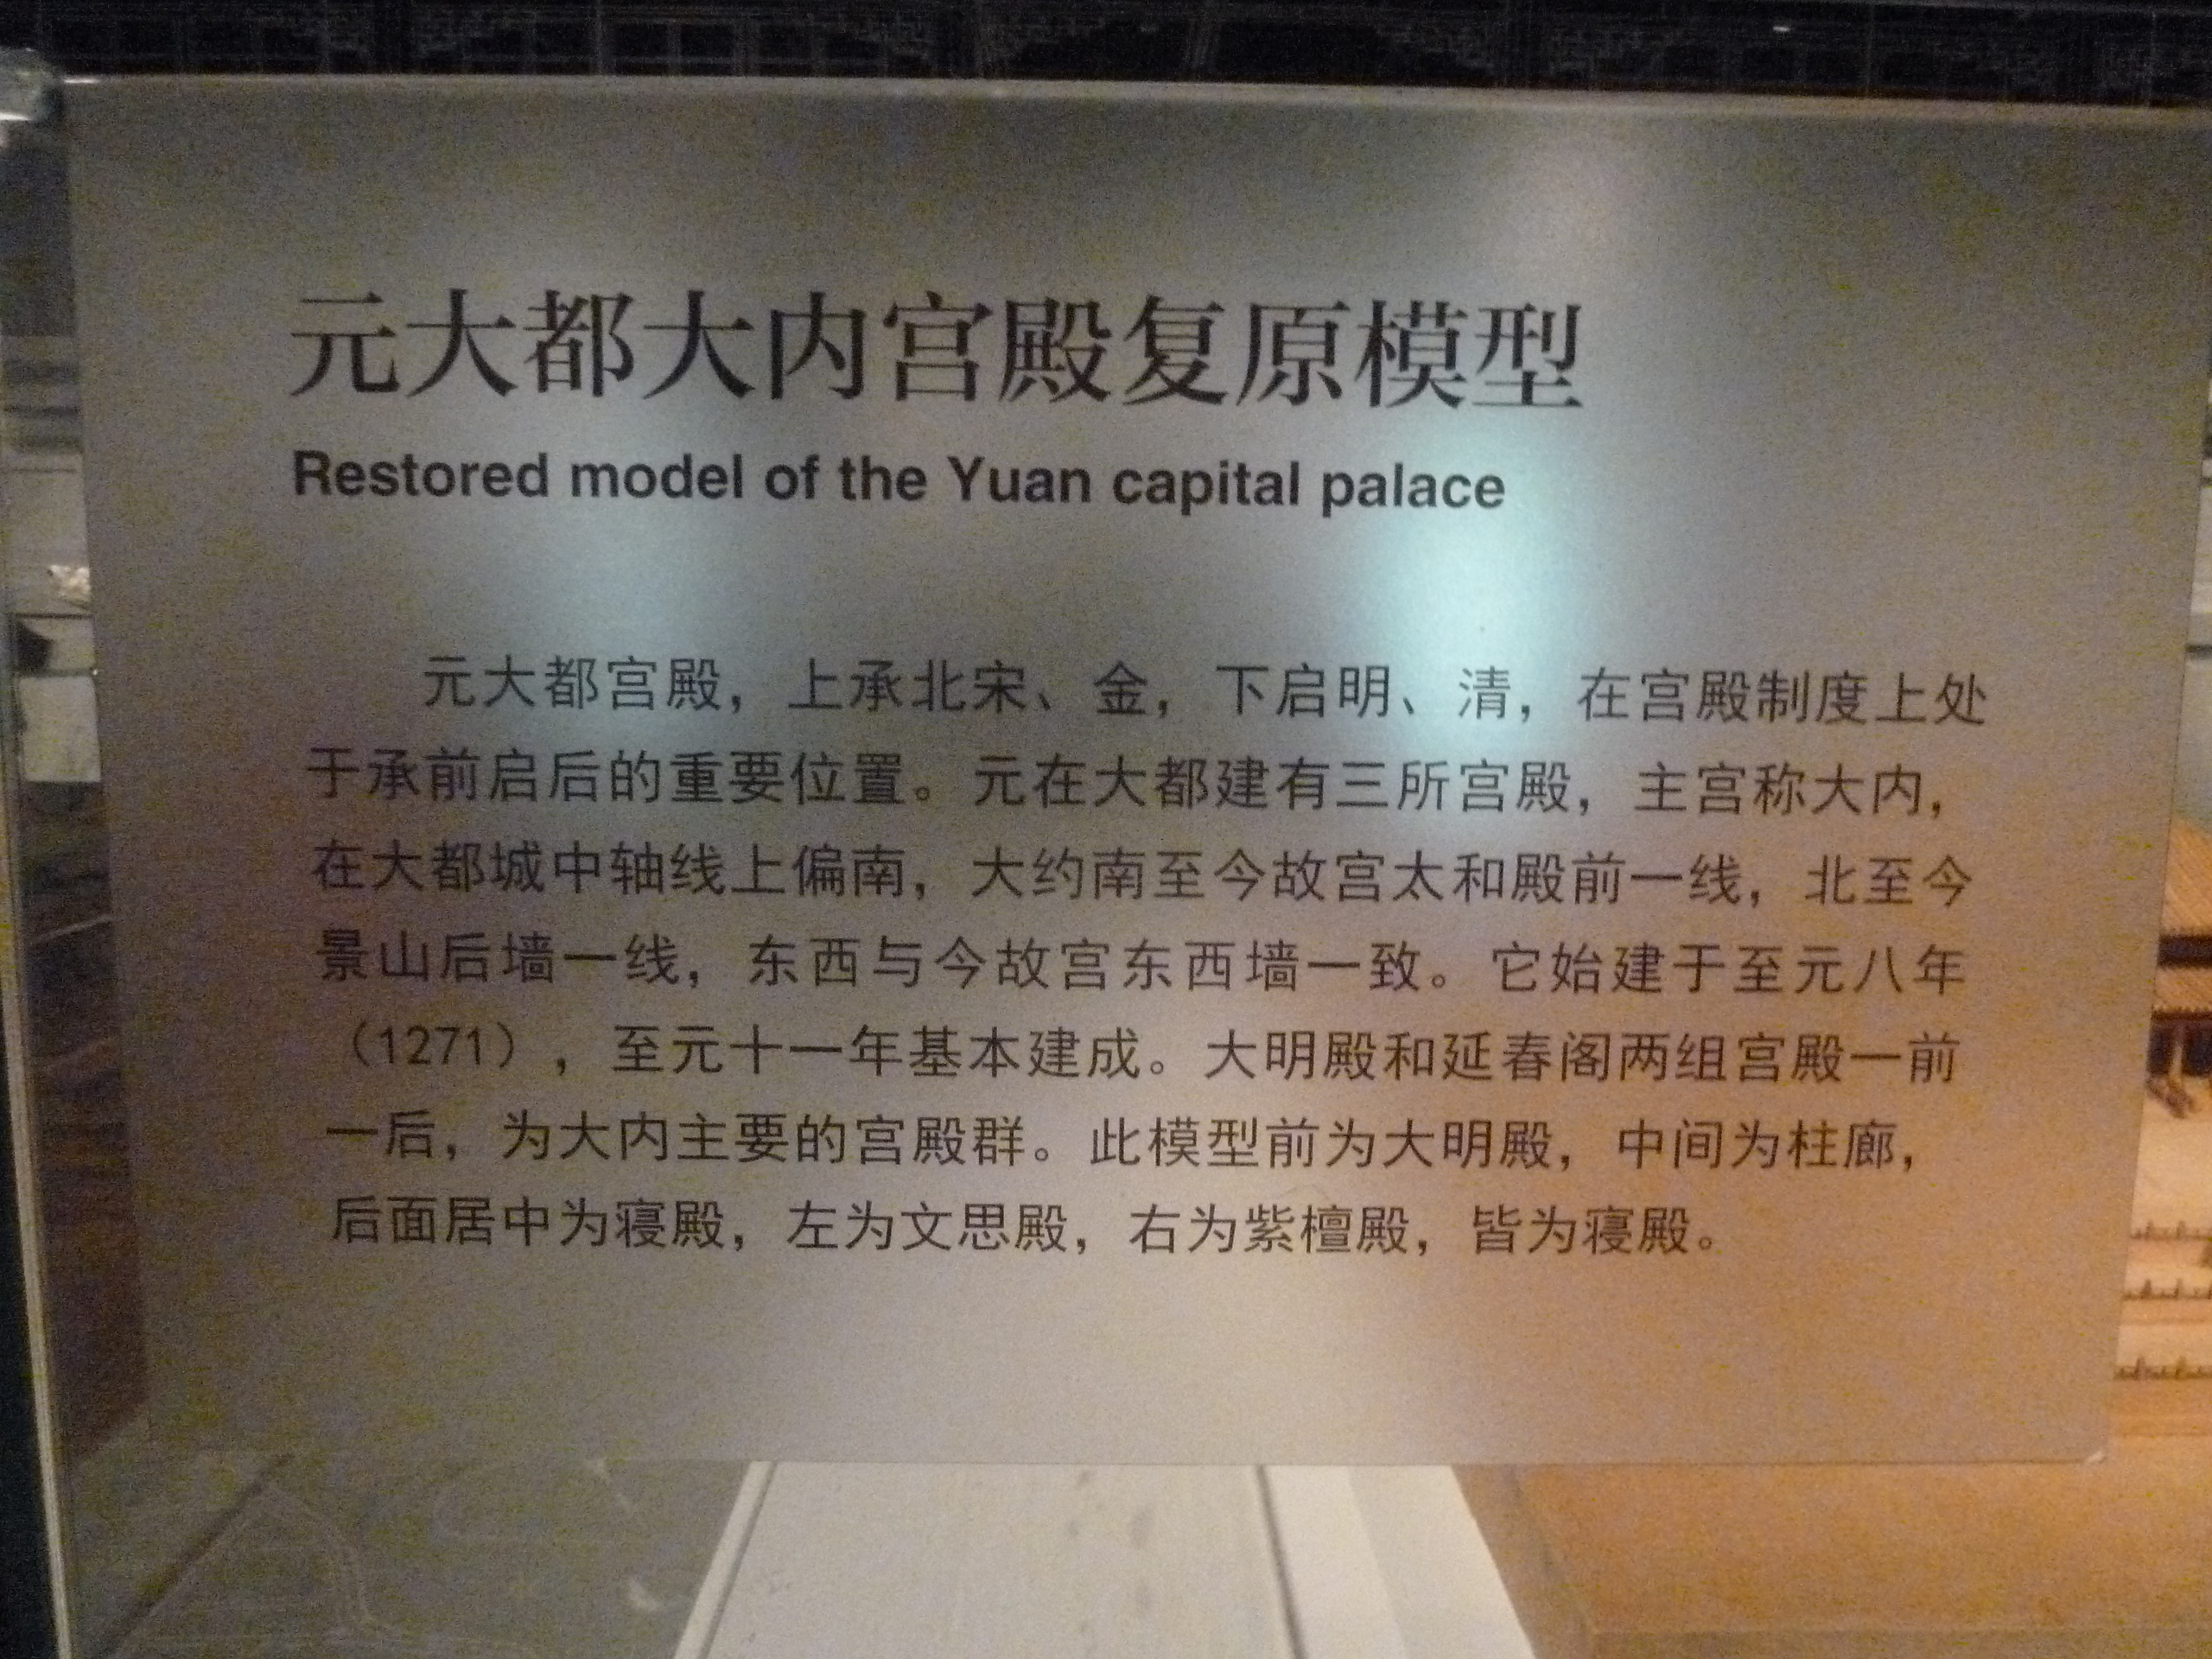 元大都大内宫殿复原模型
Restored model of the Yuan capital palace
元大都宫殿，上承北宋、金，下启明、清，在宫殿制度上处
于承前启后的重要位置。元在大都建有三所宫殿，主宫称大内，
在大都城中轴线上偏南，大约南至今故宫太和殿前一线，北至今
景山后墙一线，东西与今故宫东西墙一致。它始建于至元八年
（1271），至元十一年基本建成。大明殿和延春阁两组宫殿一前
一后，为大内主要的宫殿群。此模型前为大明殿，中间为柱廊，
后面居中为寝殿，左为文思殿，右为紫檀殿，皆为寝殿。